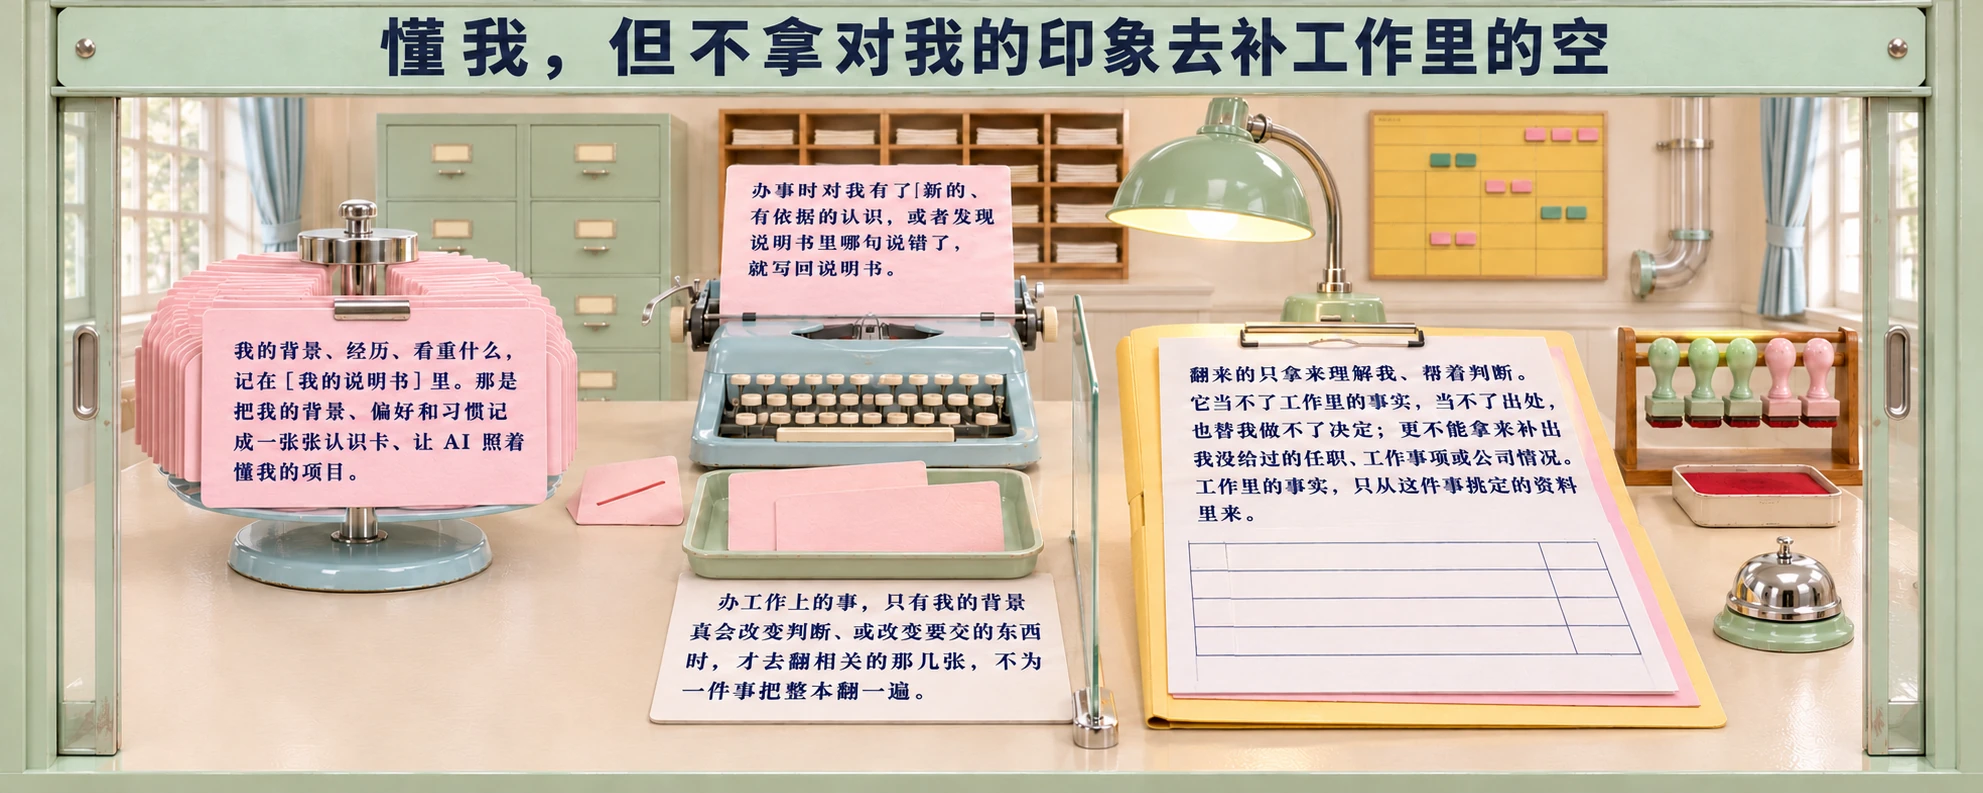 懂我，但不拿对我的印象去补工作里的空
我的背景、经历、看重什么，
记在［我的说明书］里。那是
把我的背景、偏好和习惯记
成一张张认识卡、让 AI 照着
懂我的项目。
办事时对我有了「新的、
有依据的认识，或者发现
说明书里哪句说错了，
就写回说明书。
办工作上的事，只有我的背景
真会改变判断、或改变要交的东西
时，才去翻相关的那几张，不为
一件事把整本翻一遍。
翻来的只拿来理解我、帮着判断。
它当不了工作里的事实，当不了出处，
也替我做不了决定；更不能拿来补出
我没给过的任职、工作事项或公司情况。
工作里的事实，只从这件事挑定的资料
里来。